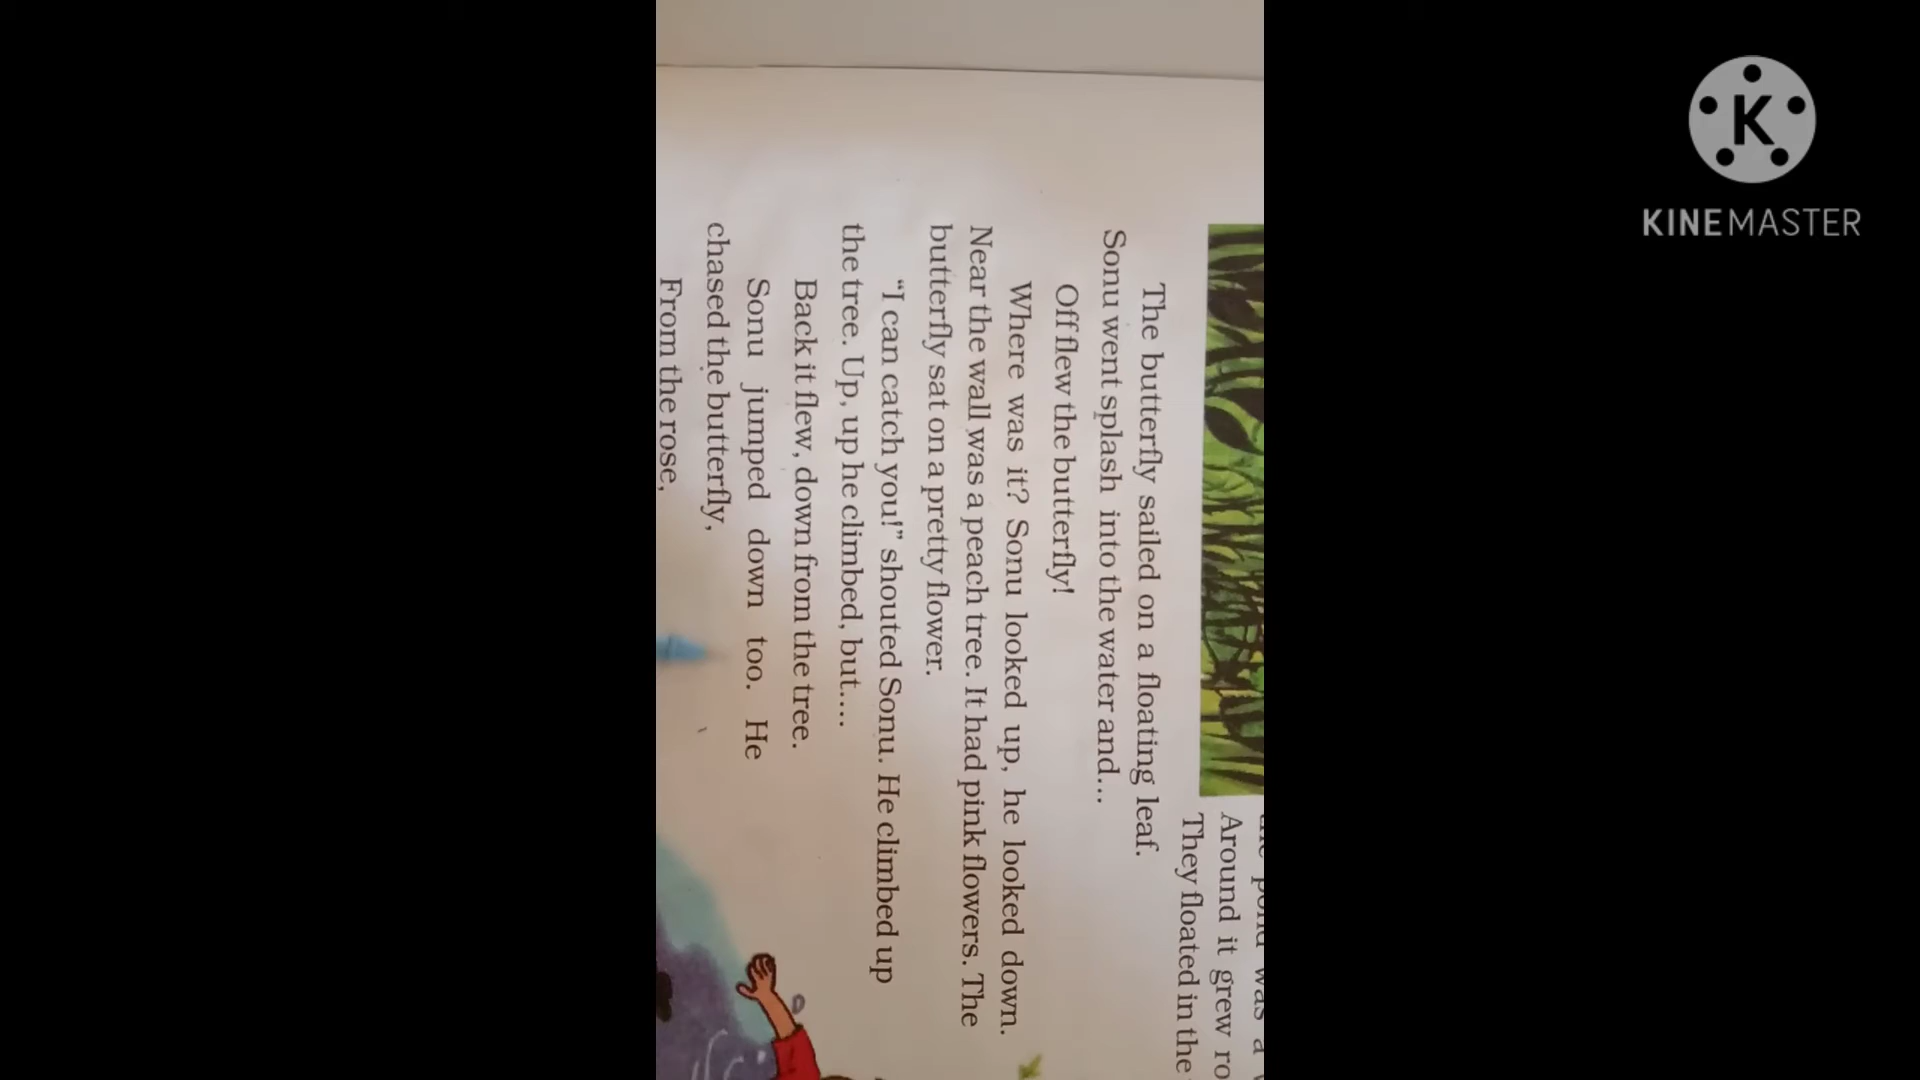 Around it grew
They floated in the
The butterfly sailed on a floating leaf.
Sonu went splash into the water and...
Off flew the butterfly!
Where was it? Sonu looked up, he looked down.
Near the wall was a peach tree. It had pink flowers. The
butterfly sat on a pretty flower.
"I can catch you!" shouted Sonu. He climbed up
the tree. Up, up he climbed, but....
Back it flew, down from the tree.
Sonu jumped down too. He
chased the butterfly,
From the rose,
KINEMASTER